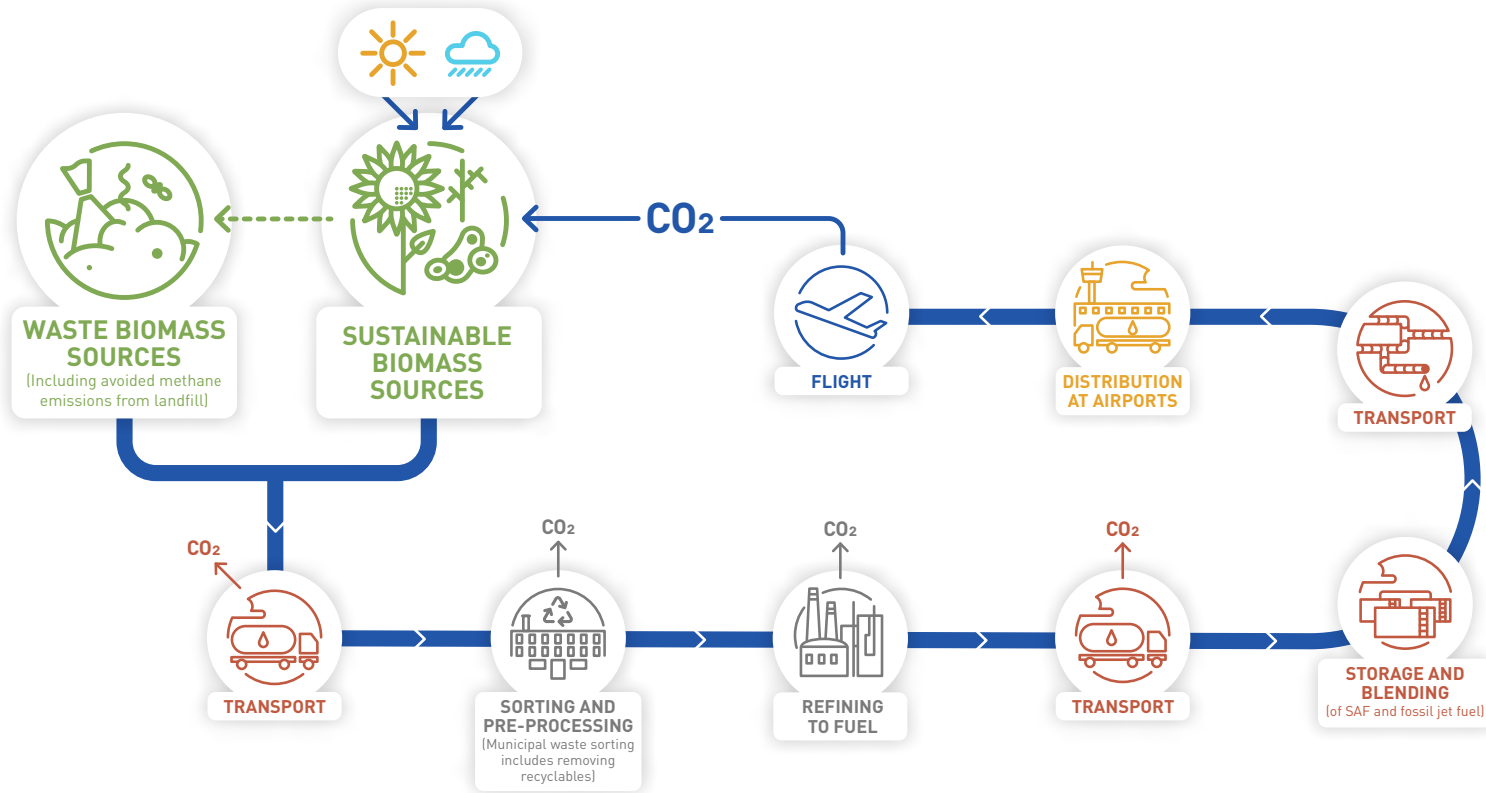 CO2
WASTE BIOMASS
SOURCES
(Including avoided methane
emissions from landfill)
SUSTAINABLE
BIOMASS
SOURCES
FLIGHT
DISTRIBUTION
AT AIRPORTS
TRANSPORT
CO2
TRANSPORT
CO2
SORTING AND
PRE-PROCESSING
(Municipal waste sorting
includes removing
recyclables)
CO2
REFINING
TO FUEL
CO2
TRANSPORT
STORAGE AND
BLENDING
(of SAF and fossil jet fuel)